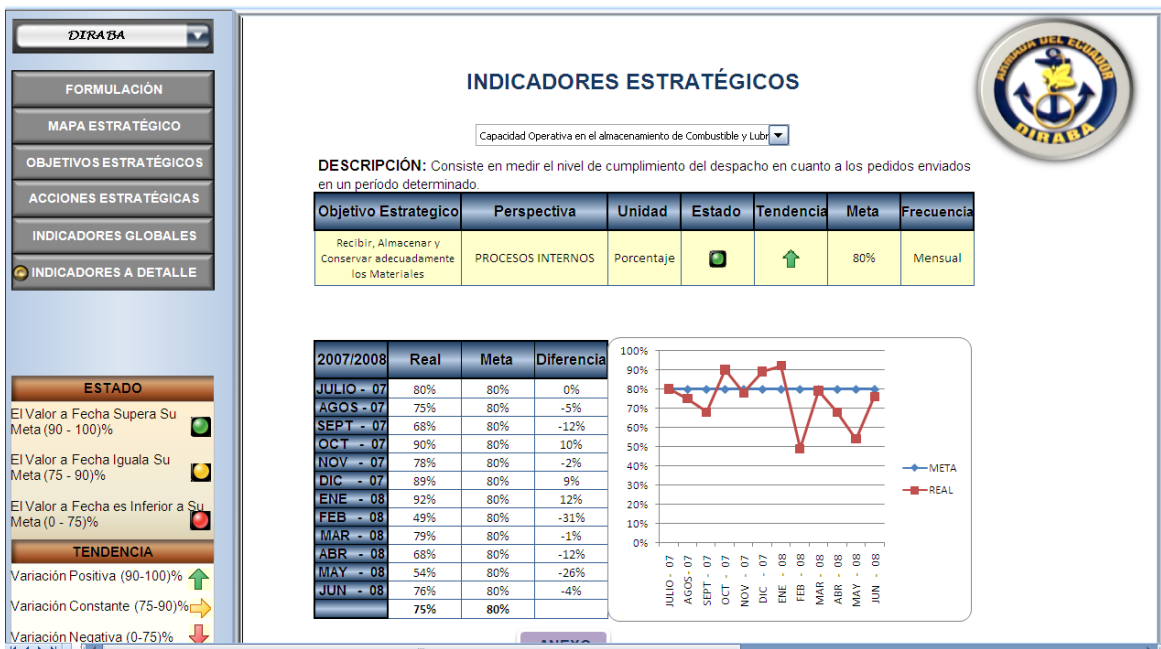 DIRABA
FORMULACIÓN
MAPA ESTRATÉGICO
OBJETIVOS ESTRATÉGICOS
ACCIONES ESTRATÉGICAS
INDICADORES GLOBALES
INDICADORES A DETALLE
ESTADO
El Valor a Fecha Supera Su
Meta (90 - 100)%
El Valor a Fecha Iguala Su
Meta (75 - 90)%
El Valor a Fecha es Inferior a Su
Meta (0 - 75)%
TENDENCIA
Variación Positiva (90-100)%
Variación Constante (75-90)%
Variación Negativa (0-75)%
INDICADORES ESTRATÉGICOS
ARMADA DEL ECUADOR
DIRABA
Capacidad Operativa en el almacenamiento de Combustible y Lubr
DESCRIPCIÓN: Consiste en medir el nivel de cumplimiento del despacho en cuanto a los pedidos enviados
en un período determinado.
Objetivo Estrategico Perspectiva Unidad Estado Tendencia Meta Frecuencia
Recibir, Almacenar y
Conservar adecuadamente
los Materiales
PROCESOS INTERNOS Porcentaje 80% Mensual
2007/2008 Real Meta Diferencia
JULIO - 07 80% 80% 0%
AGOS - 07 75% 80% -5%
SEPT - 07 68% 80% -12%
OCT - 07 90% 80% 10%
NOV - 07 78% 80% -2%
DIC - 07 89% 80% 9%
ENE - 08 92% 80% 12%
FEB - 08 49% 80% -31%
MAR - 08 79% 80% -1%
ABR - 08 68% 80% -12%
MAY - 08 54% 80% -26%
JUN - 08 76% 80% -4%
75% 80%
100%
90%
80%
70%
60%
50%
40%
30%
20%
10%
0%
JULIO - 07
AGOS - 07
SEPT - 07
OCT - 07
NOV - 07
DIC - 07
ENE - 08
FEB - 08
MAR - 08
ABR - 08
MAY - 08
JUN - 08
META
REAL
ANEXO